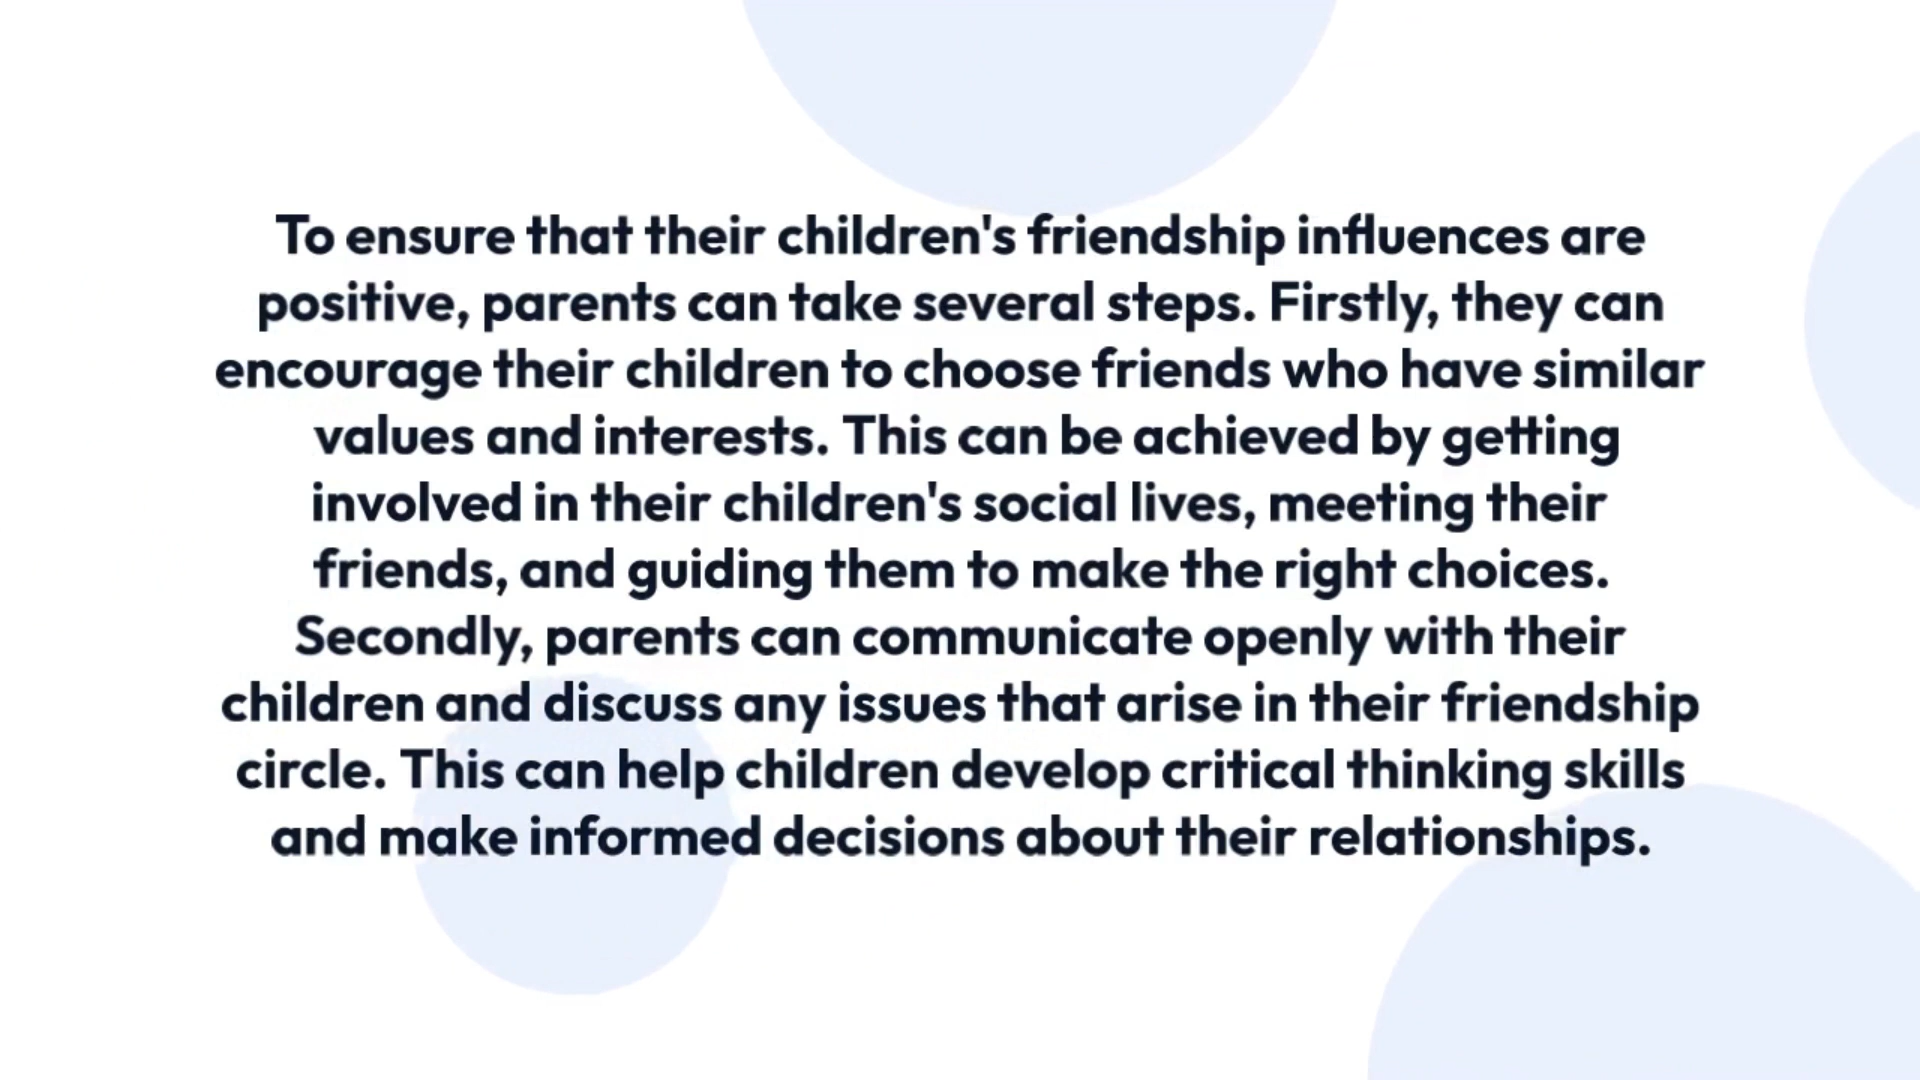 To ensure that their children's friendship influences are
positive, parents can take several steps. Firstly, they can
encourage their children to choose friends who have similar
values and interests. This can be achieved by getting
involved in their children's social lives, meeting their
friends, and guiding them to make the right choices.
Secondly, parents can communicate openly with their
children and discuss any issues that arise in their friendship
circle. This can help children develop critical thinking skills
and make informed decisions about their relationships.